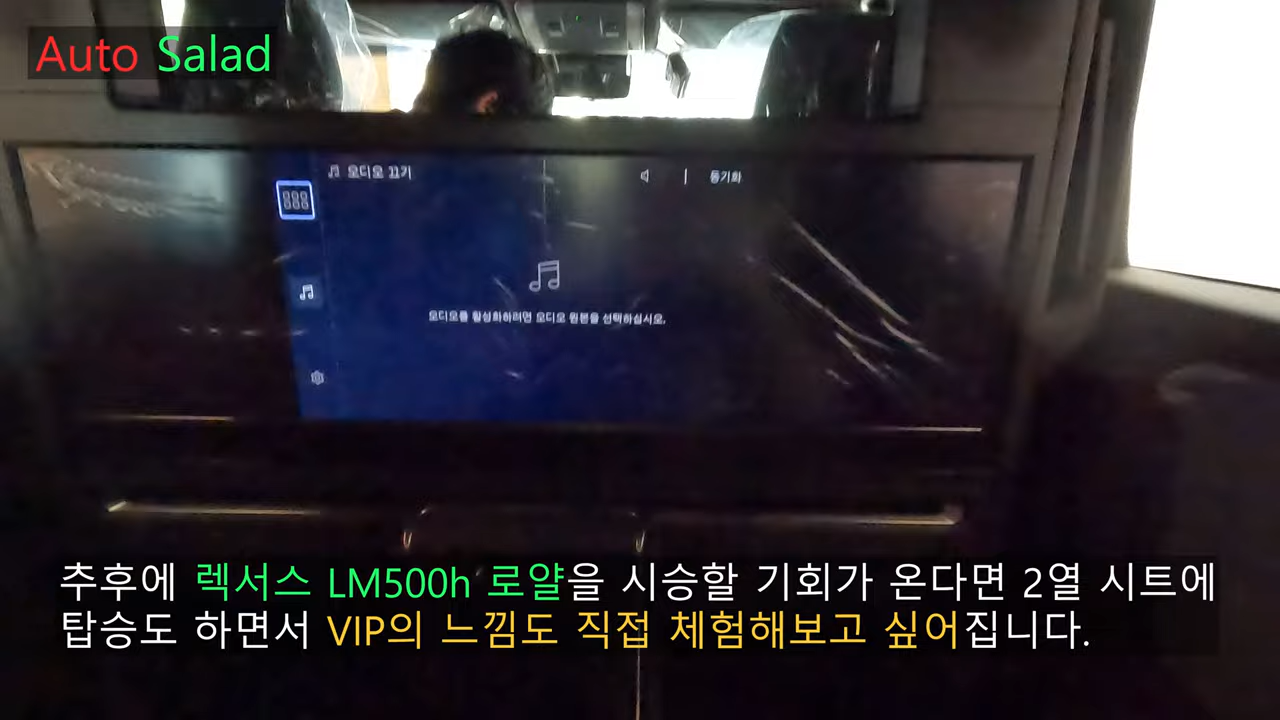 Auto Salad
오디오 끄기
동기화
오디오를 활성화하려면 오디오 원본을 선택하십시오.
추후에 렉서스 LM500h 로얄을 시승할 기회가 온다면 2열 시트에
탑승도 하면서 VIP의 느낌도 직접 체험해보고 싶어집니다.